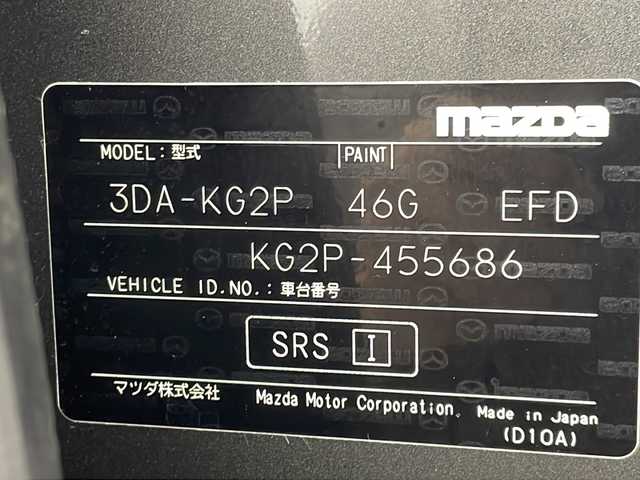 mazda
MODEL:型式 PAINT
3DA-KG2P 46G EFD
KG2P-455686
VEHICLE ID.NO.:車台番号
SRS I
マツダ株式会社 Mazda Motor Corporation. Made in Japan
(D10A)